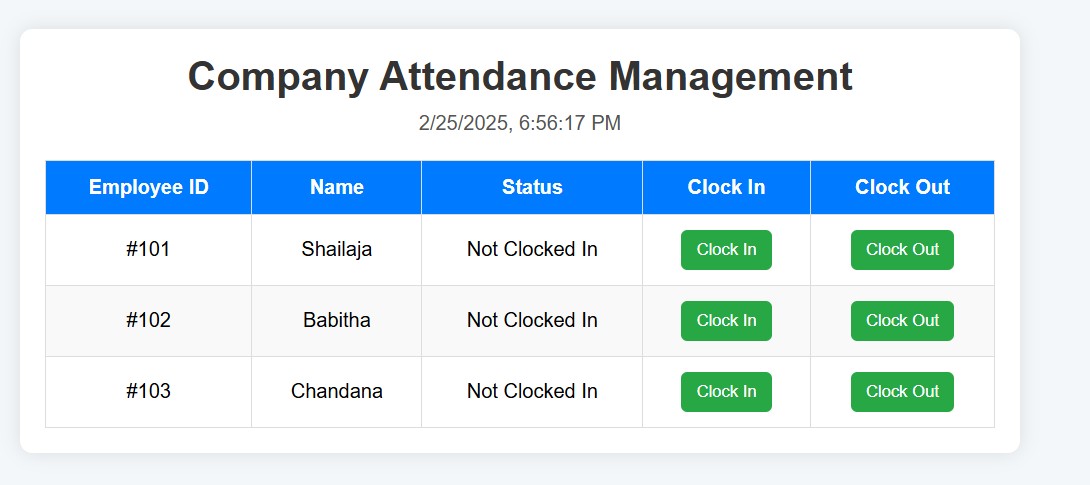 Company Attendance Management
2/25/2025, 6:56:17 PM
Employee ID Name Status Clock In Clock Out
#101 Shailaja Not Clocked In Clock In Clock Out
#102 Babitha Not Clocked In Clock In Clock Out
#103 Chandana Not Clocked In Clock In Clock Out